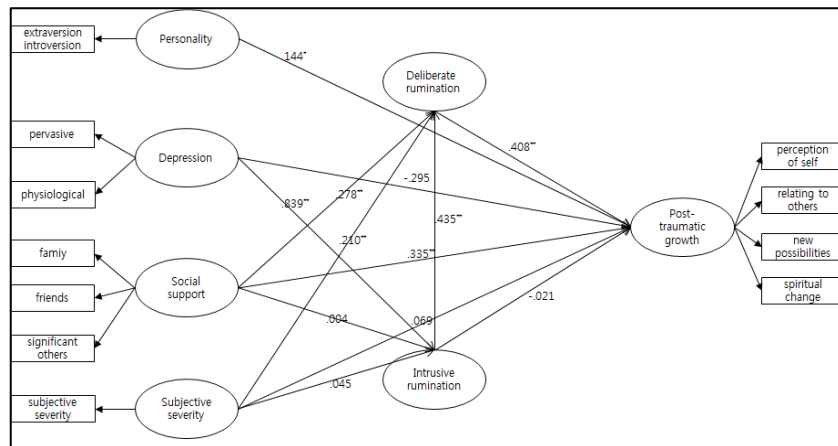 extraversion
introversion
Personality
.144*
Deliberate
rumination
pervasive
Depression
physiological
.408**
perception
of self
-.295
.278**
.839**
relating to
others
Post-
traumatic
growth
.210**
.435**
.335**
new
possibilities
famiy
friends
Social
support
significant
others
spiritual
change
-.021
.004
.069
.045
Intrusive
rumination
subjective
severity
Subjective
severity